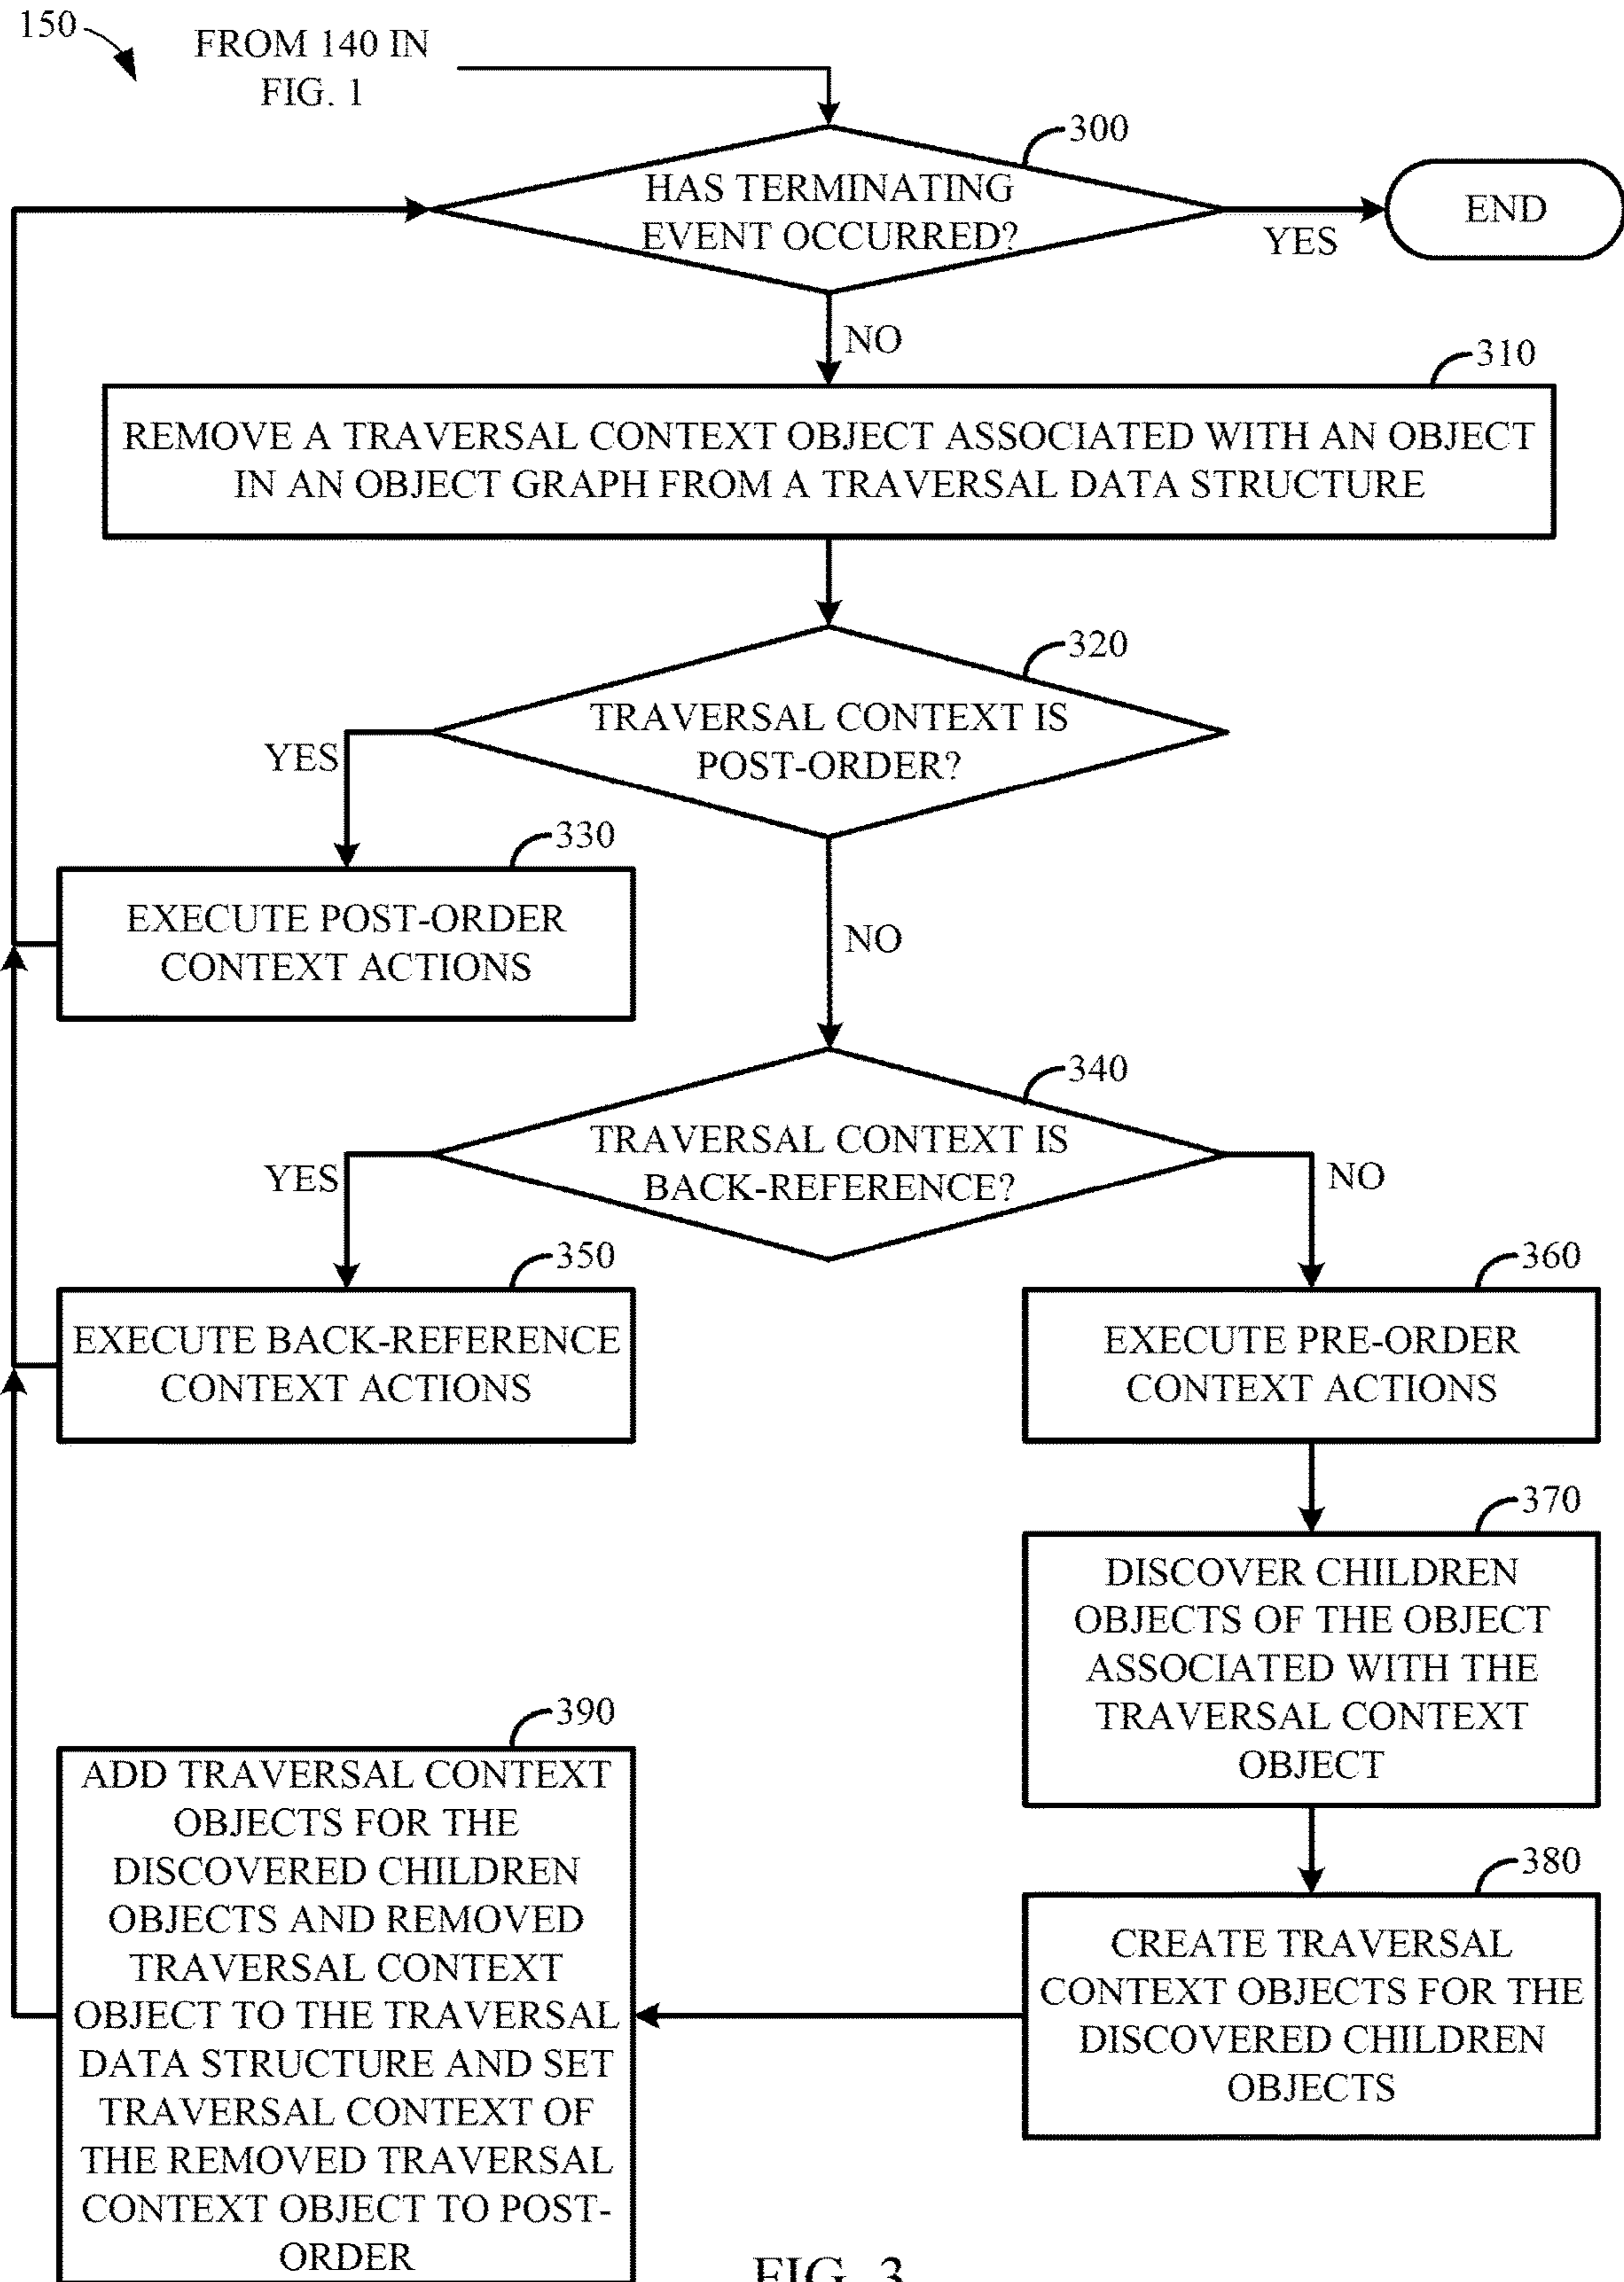 150
FROM 140 IN
FIG. 1
300
HAS TERMINATING
EVENT OCCURRED?
YES
END
NO
310
REMOVE A TRAVERSAL CONTEXT OBJECT ASSOCIATED WITH AN OBJECT
IN AN OBJECT GRAPH FROM A TRAVERSAL DATA STRUCTURE
320
TRAVERSAL CONTEXT IS
POST-ORDER?
YES
330
EXECUTE POST-ORDER
CONTEXT ACTIONS
NO
340
TRAVERSAL CONTEXT IS
BACK-REFERENCE?
YES
NO
350
EXECUTE BACK-REFERENCE
CONTEXT ACTIONS
360
EXECUTE PRE-ORDER
CONTEXT ACTIONS
370
DISCOVER CHILDREN
OBJECTS OF THE OBJECT
ASSOCIATED WITH THE
TRAVERSAL CONTEXT
OBJECT
380
CREATE TRAVERSAL
CONTEXT OBJECTS FOR THE
DISCOVERED CHILDREN
OBJECTS
390
ADD TRAVERSAL CONTEXT
OBJECTS FOR THE
DISCOVERED CHILDREN
OBJECTS AND REMOVED
TRAVERSAL CONTEXT
OBJECT TO THE TRAVERSAL
DATA STRUCTURE AND SET
TRAVERSAL CONTEXT OF
THE REMOVED TRAVERSAL
CONTEXT OBJECT TO POST-
ORDER
FIG. 3